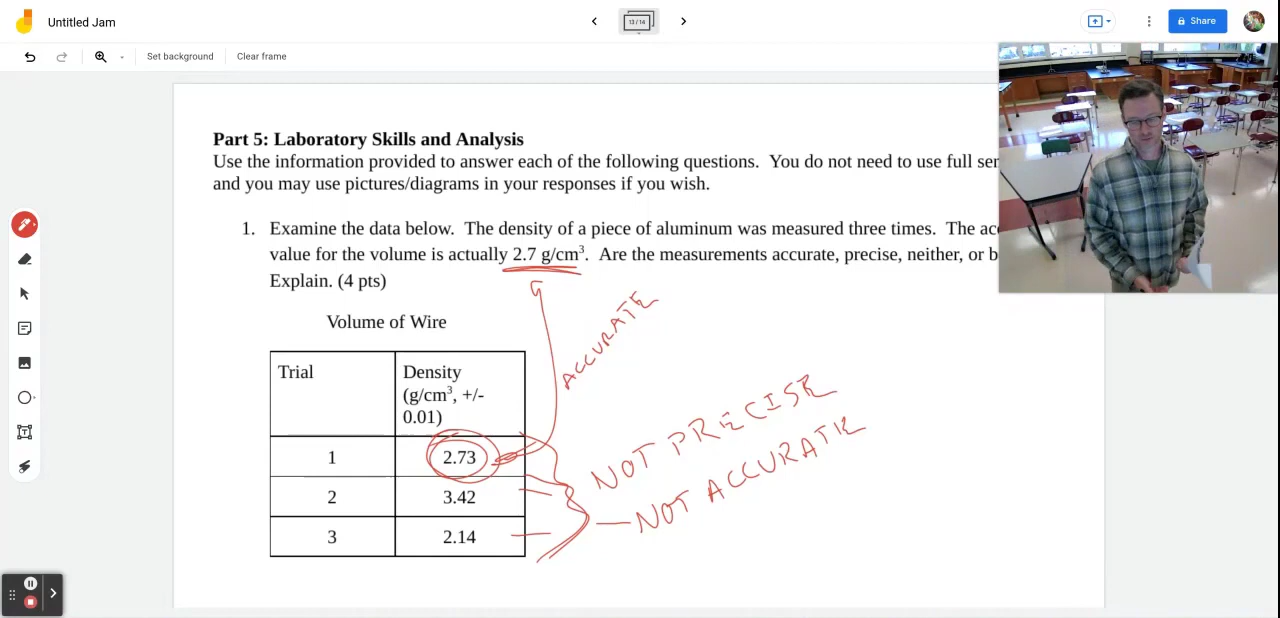 Untitled Jam
13 / 14
Share
Set background
Clear frame
Part 5: Laboratory Skills and Analysis
Use the information provided to answer each of the following questions. You do not need to use full sen
and you may use pictures/diagrams in your responses if you wish.
1. Examine the data below. The density of a piece of aluminum was measured three times. The acc
value for the volume is actually 2.7 g/cm³. Are the measurements accurate, precise, neither, or b
Explain. (4 pts)
Volume of Wire
Trial
Density
(g/cm³, +/-
0.01)
1 2.73
2 3.42
3 2.14
ACCURATE
NOT PRECISE
NOT ACCURATE